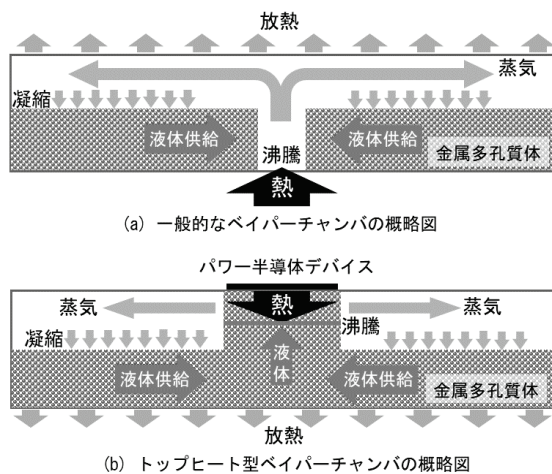 放熱
蒸気
凝縮
液体供給
沸騰
液体供給
金属多孔質体
熱
(a) 一般的なベイパーチャンバの概略図
パワー半導体デバイス
蒸気
熱
蒸気
沸騰
凝縮
液体
液体供給
液体供給
金属多孔質体
放熱
(b) トップヒート型ベイパーチャンバの概略図